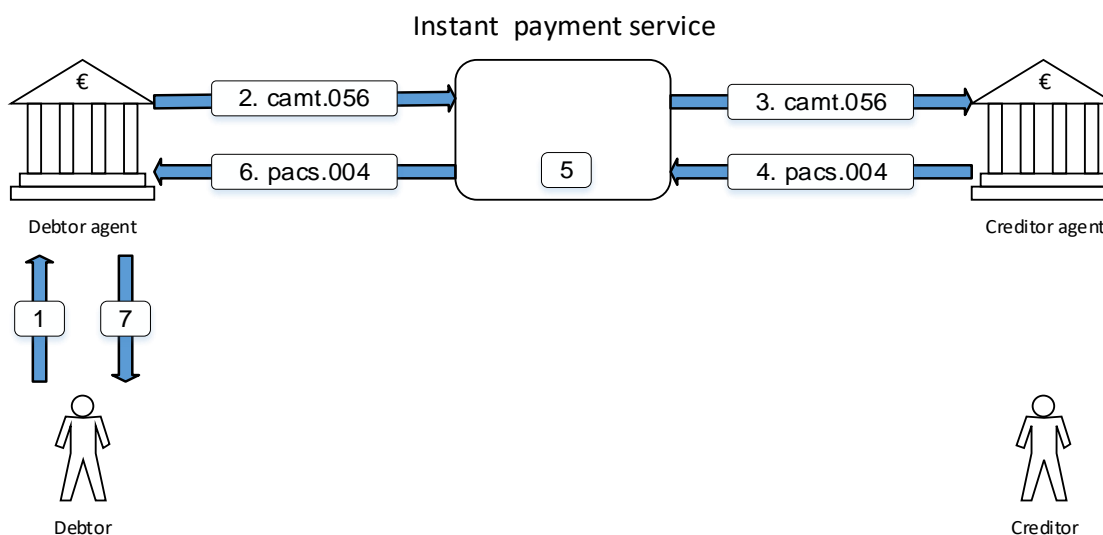 Instant payment service
€
2. camt.056
3. camt.056
€
6. pacs.004
5
4. pacs.004
Debtor agent
Creditor agent
1
7
Debtor
Creditor